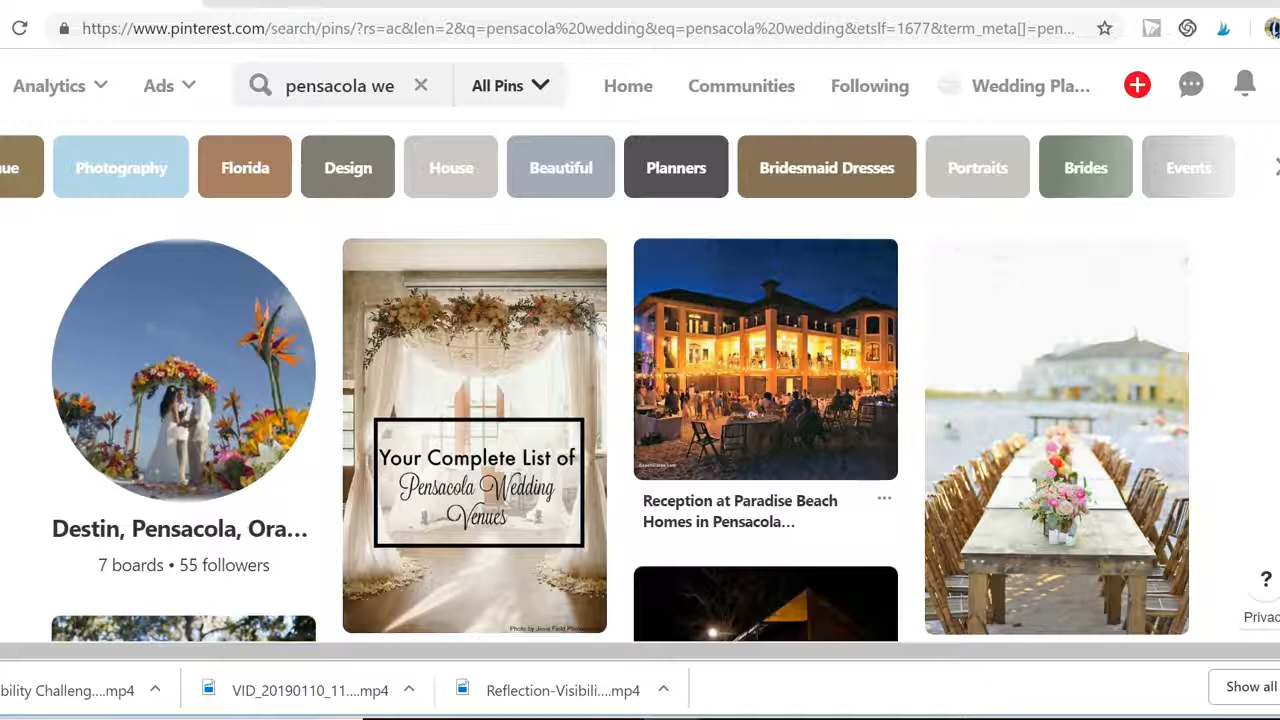 https://www.pinterest.com/search/pins/?rs=ac&len=2&q=pensacola%20wedding&eq=pensacola%20wedding&etslf=1677&term_meta[]=pen...
Analytics
Ads
pensacola we
All Pins
Home
Communities
Following
Wedding Pla...
ue
Photography
Florida
Design
House
Beautiful
Planners
Bridesmaid Dresses
Portraits
Brides
Events
Your Complete List of
Pensacola Wedding
Venues
Reception at Paradise Beach
Homes in Pensacola...
Destin, Pensacola, Ora...
7 boards • 55 followers
?
Privac
bility Challeng....mp4
VID_20190110_11....mp4
Reflection-Visibili....mp4
Show all